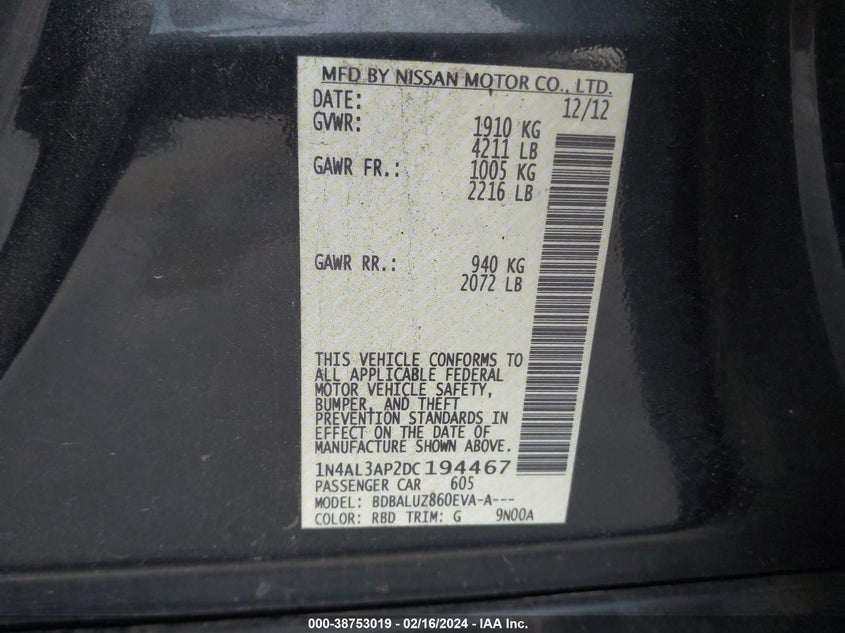 MFD BY NISSAN MOTOR CO., LTD.
DATE: 12/12
GVWR: 1910 KG
4211 LB
GAWR FR.: 1005 KG
2216 LB
GAWR RR.: 940 KG
2072 LB
THIS VEHICLE CONFORMS TO
ALL APPLICABLE FEDERAL
MOTOR VEHICLE SAFETY,
BUMPER, AND THEFT
PREVENTION STANDARDS IN
EFFECT ON THE DATE OF
MANUFACTURE SHOWN ABOVE.
1N4AL3AP2DC194467
PASSENGER CAR 605
MODEL: BDBALUZ860EVA-A---
COLOR: RBD TRIM: G 9N00A
000-38753019 - 02/16/2024 - IAA Inc.